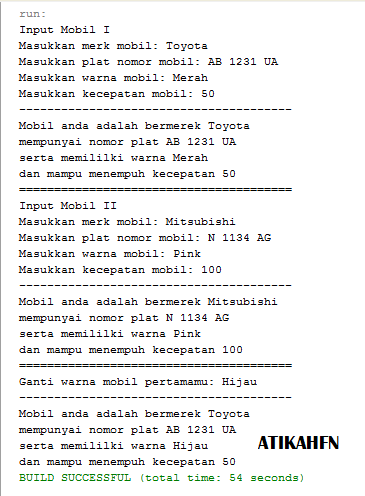 run:
Input Mobil I
Masukkan merk mobil: Toyota
Masukkan plat nomor mobil: AB 1231 UA
Masukkan warna mobil: Merah
Masukkan kecepatan mobil: 50
---------------------------------------
Mobil anda adalah bermerek Toyota
mempunyai nomor plat AB 1231 UA
serta memililki warna Merah
dan mampu menempuh kecepatan 50
=======================================
Input Mobil II
Masukkan merk mobil: Mitsubishi
Masukkan plat nomor mobil: N 1134 AG
Masukkan warna mobil: Pink
Masukkan kecepatan mobil: 100
---------------------------------------
Mobil anda adalah bermerek Mitsubishi
mempunyai nomor plat N 1134 AG
serta memililki warna Pink
dan mampu menempuh kecepatan 100
=======================================
Ganti warna mobil pertamamu: Hijau
---------------------------------------
Mobil anda adalah bermerek Toyota
mempunyai nomor plat AB 1231 UA
serta memililki warna Hijau
ATIKAHFN
dan mampu menempuh kecepatan 50
BUILD SUCCESSFUL (total time: 54 seconds)